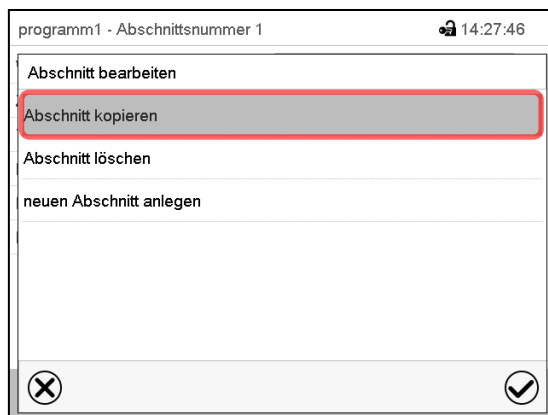 programm1 - Abschnittsnummer 1 14:27:46
Abschnitt bearbeiten
Abschnitt kopieren
Abschnitt löschen
neuen Abschnitt anlegen